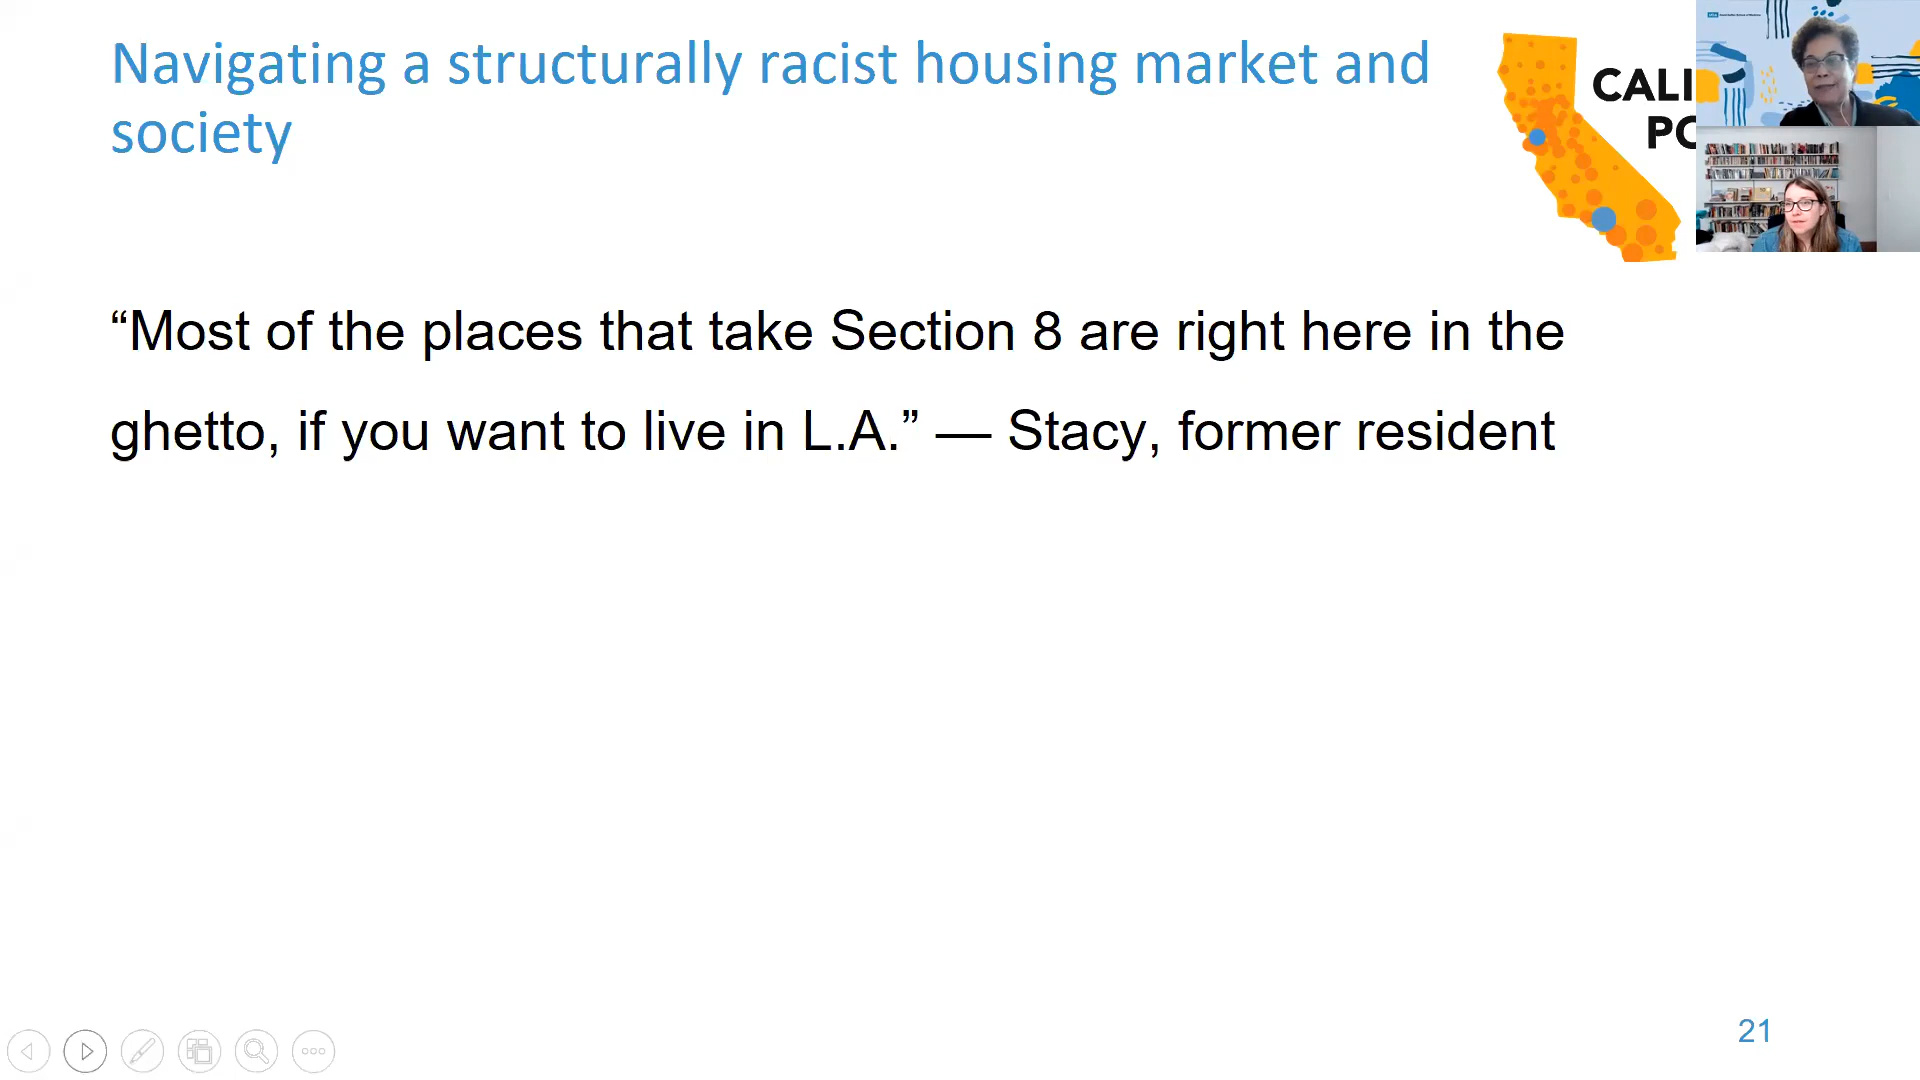 Navigating a structurally racist housing market and
society
CALI
PO
“Most of the places that take Section 8 are right here in the
ghetto, if you want to live in L.A.” — Stacy, former resident
21